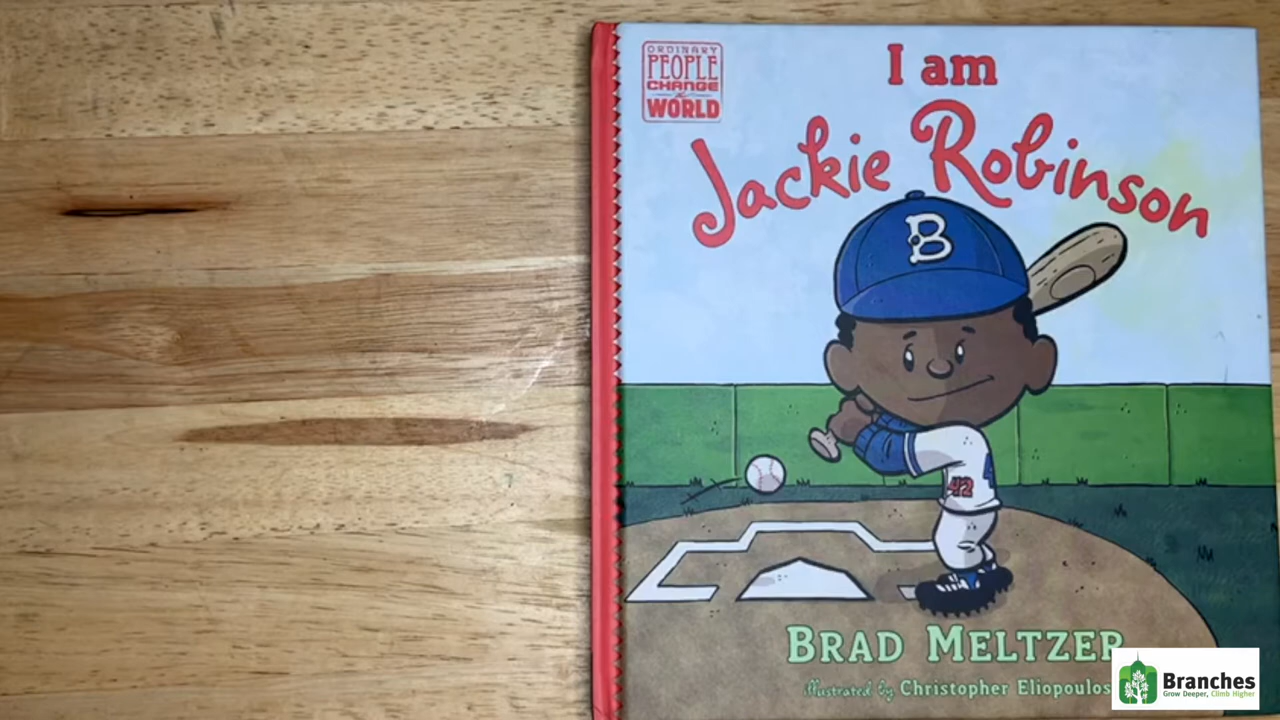 ORDINARY
PEOPLE
CHANGE
the
WORLD
I am
Jackie Robinson
B
42
BRAD MELTZER
illustrated by Christopher Eliopoulos
Branches
Grow Deeper, Climb Higher